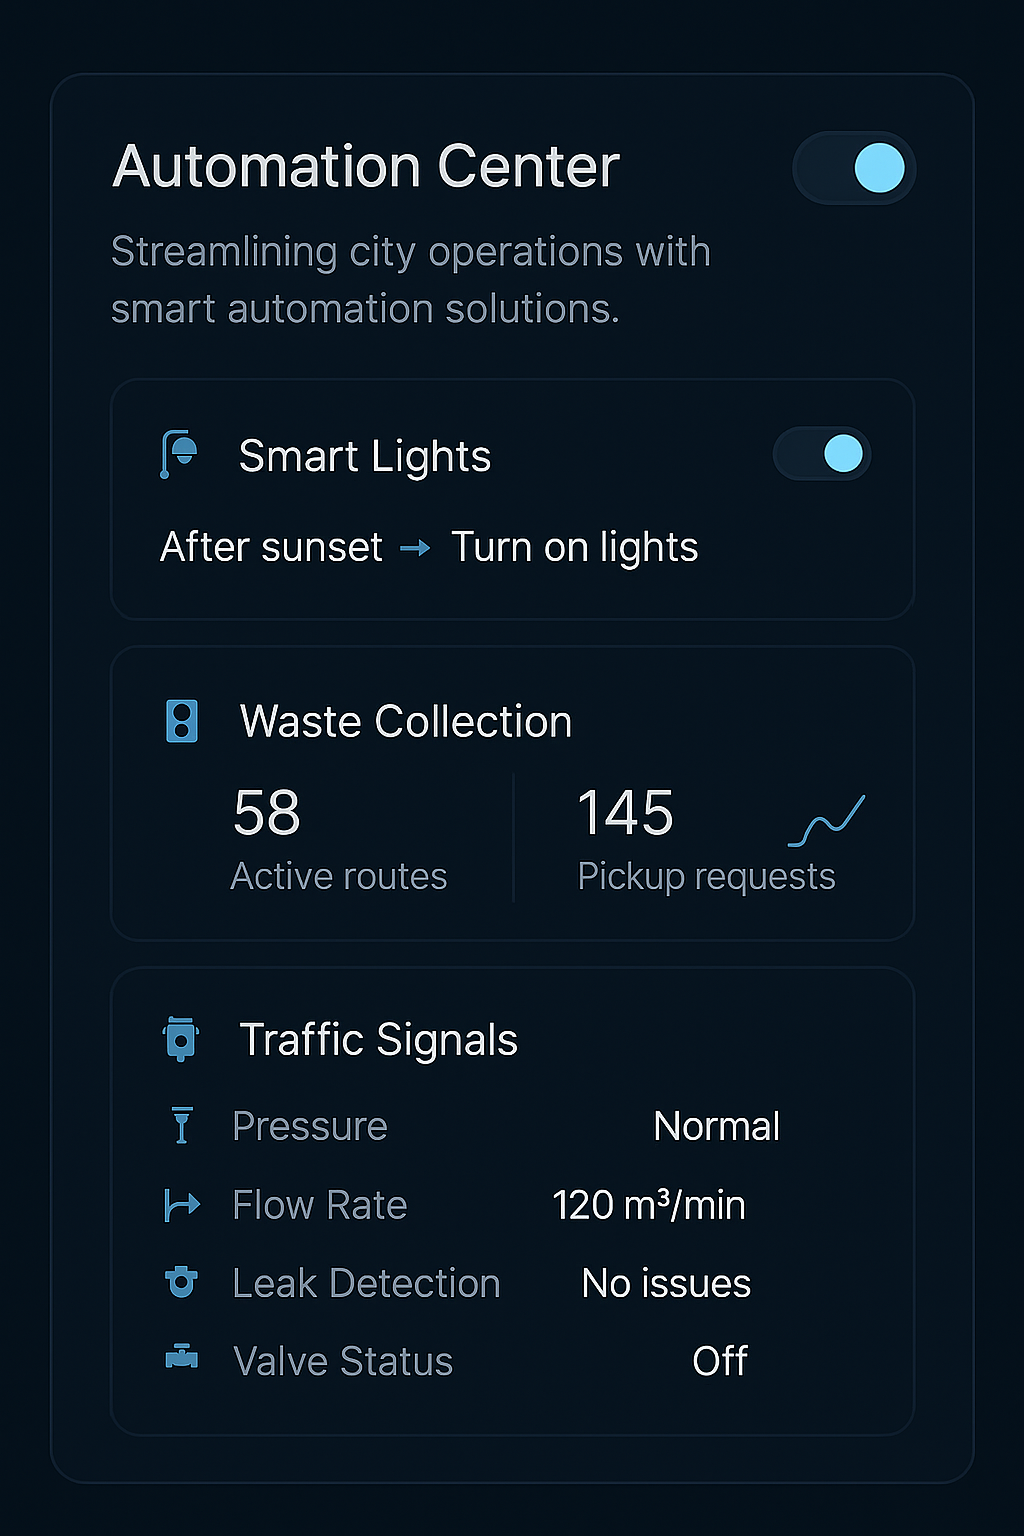 Automation Center
Streamlining city operations with
smart automation solutions.
Smart Lights
After sunset → Turn on lights
Waste Collection
58
Active routes
145
Pickup requests
Traffic Signals
Pressure Normal
Flow Rate 120 m³/min
Leak Detection No issues
Valve Status Off